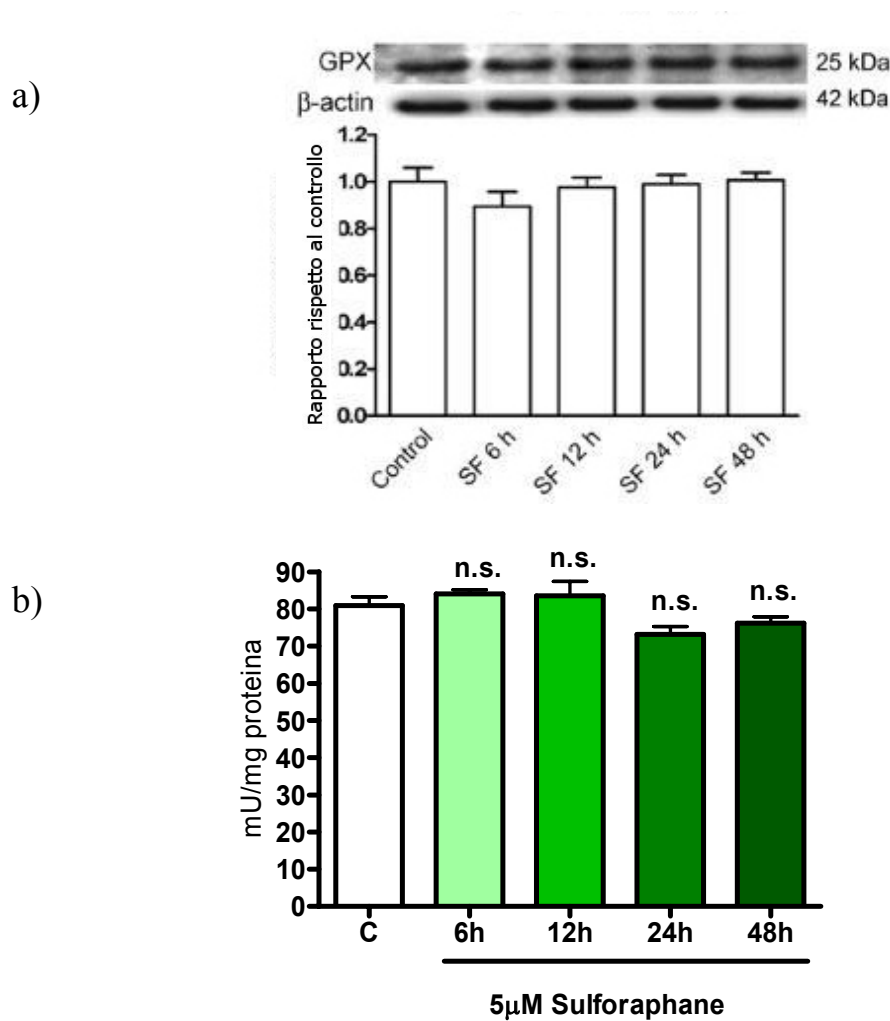 a)
GPX 25 kDa
β-actin 42 kDa
Rapporto rispetto al controllo
1.2
1.0
0.8
0.6
0.4
0.2
0.0
Control SF 6 h SF 12 h SF 24 h SF 48 h
b)
mU/mg proteina
90
80
70
60
50
40
30
20
10
0
n.s. n.s. n.s. n.s.
C 6h 12h 24h 48h
5μM Sulforaphane